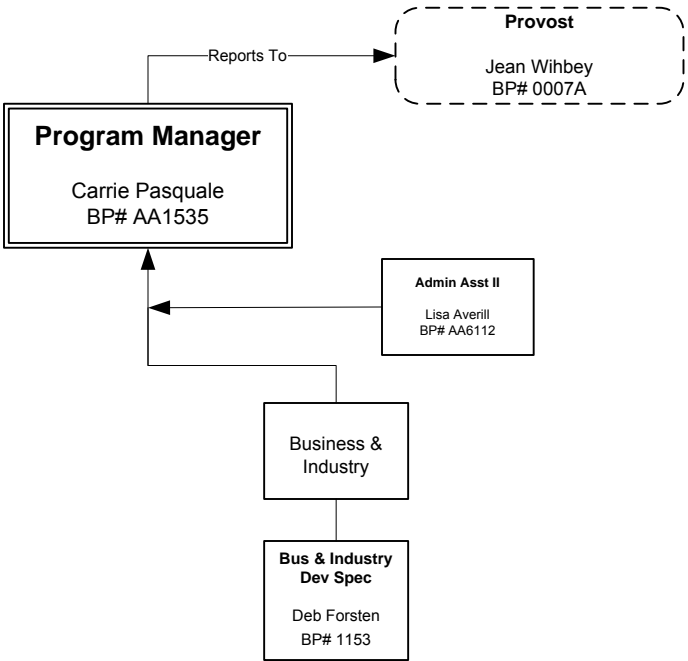 Provost
Jean Wihbey
BP# 0007A
Reports To
Program Manager
Carrie Pasquale
BP# AA1535
Admin Asst II
Lisa Averill
BP# AA6112
Business &
Industry
Bus & Industry
Dev Spec
Deb Forsten
BP# 1153